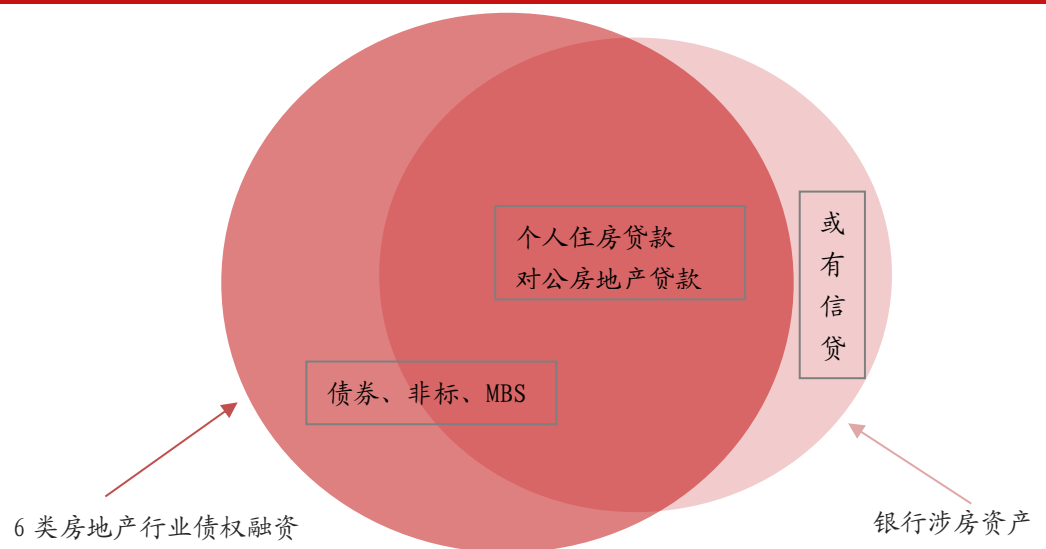 个人住房贷款
对公房地产贷款
或
有
信
贷
债券、非标、MBS
6 类房地产行业债权融资
银行涉房资产